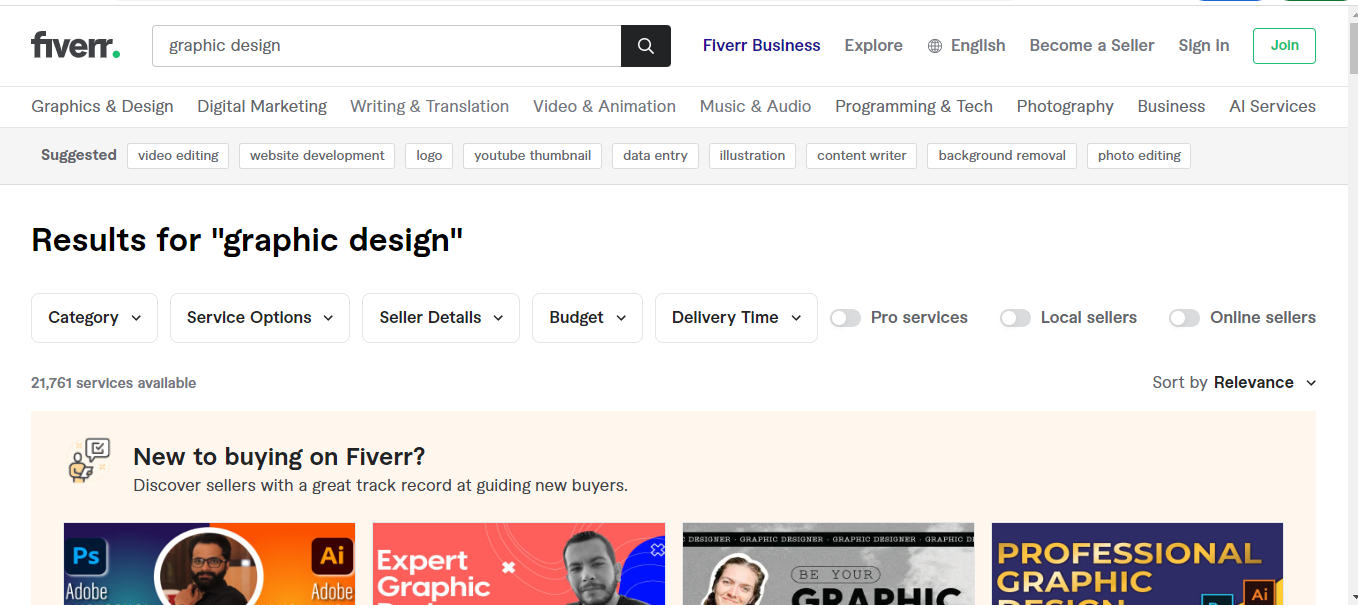 fiverr.
graphic design
Fiverr Business
Explore
English
Become a Seller
Sign in
Join
Graphics & Design
Digital Marketing
Writing & Translation
Video & Animation
Music & Audio
Programming & Tech
Photography
Business
AI Services
Suggested
video editing
website development
logo
youtube thumbnail
data entry
illustration
content writer
background removal
photo editing
Results for "graphic design"
Category
Service Options
Seller Details
Budget
Delivery Time
Pro services
Local sellers
Online sellers
21,761 services available
Sort by Relevance
New to buying on Fiverr?
Discover sellers with a great track record at guiding new buyers.
Ps
Adobe
Ai
Adobe
Expert
Graphic
DESIGNER · GRAPHIC DESIGNER · GRAPHIC DESIGNER · GRAPHIC
BE YOUR
GRAPHIC
PROFESSIONAL
GRAPHIC
DESIGN
Ps
Ai